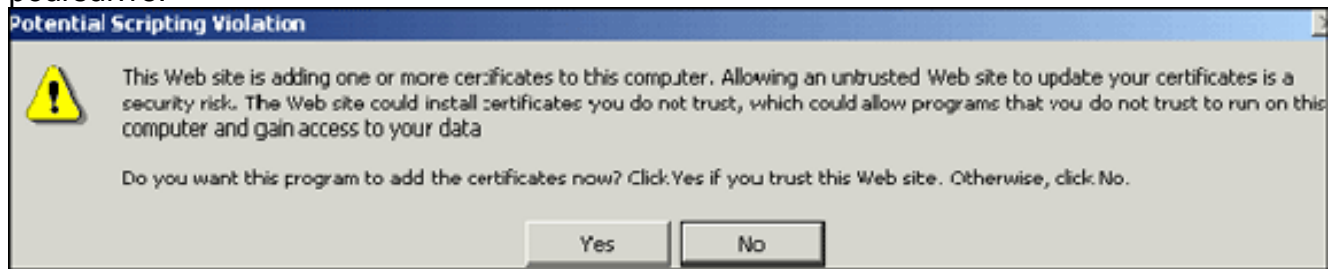 Potential Scripting Violation
This Web site is adding one or more certificates to this computer. Allowing an untrusted Web site to update your certificates is a
security risk. The Web site could install certificates you do not trust, which could allow programs that you do not trust to run on this
computer and gain access to your data
Do you want this program to add the certificates now? Click Yes if you trust this Web site. Otherwise, click No.
Yes No